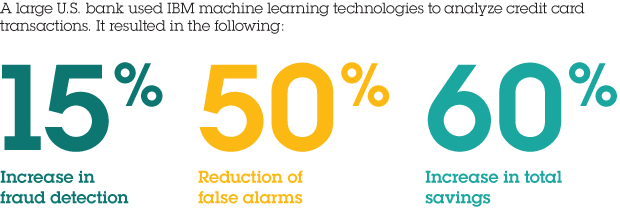 A large U.S. bank used IBM machine learning technologies to analyze credit card
transactions. It resulted in the following:
15% 50% 60%
Increase in Reduction of Increase in total
fraud detection false alarms savings